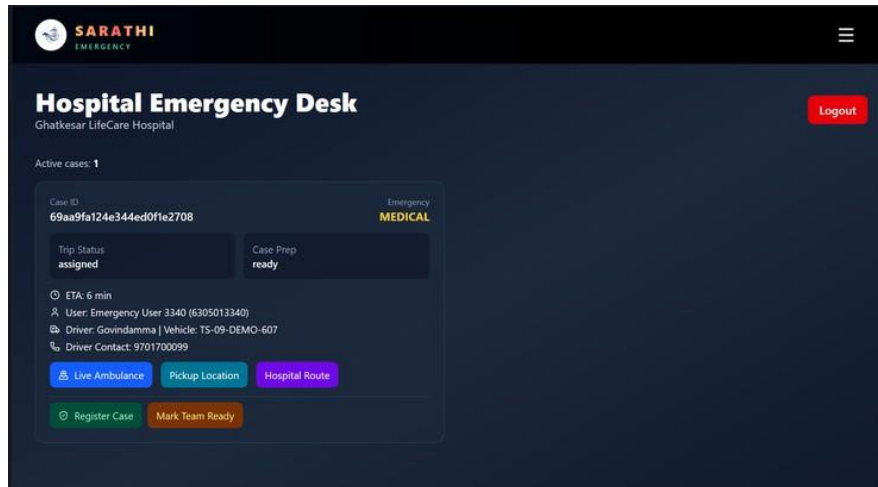 SARATHI
EMERGENCY
Hospital Emergency Desk
Ghatkesar LifeCare Hospital
Logout
Active cases: 1
Case ID
Emergency
69aa9fa124e344ed0f1e2708
MEDICAL
Trip Status
Case Prep
assigned
ready
ETA: 6 min
User: Emergency User 3340 (6305013340)
Driver: Govindamma | Vehicle: TS-09-DEMO-607
Driver Contact: 9701700099
Live Ambulance
Pickup Location
Hospital Route
Register Case
Mark Team Ready